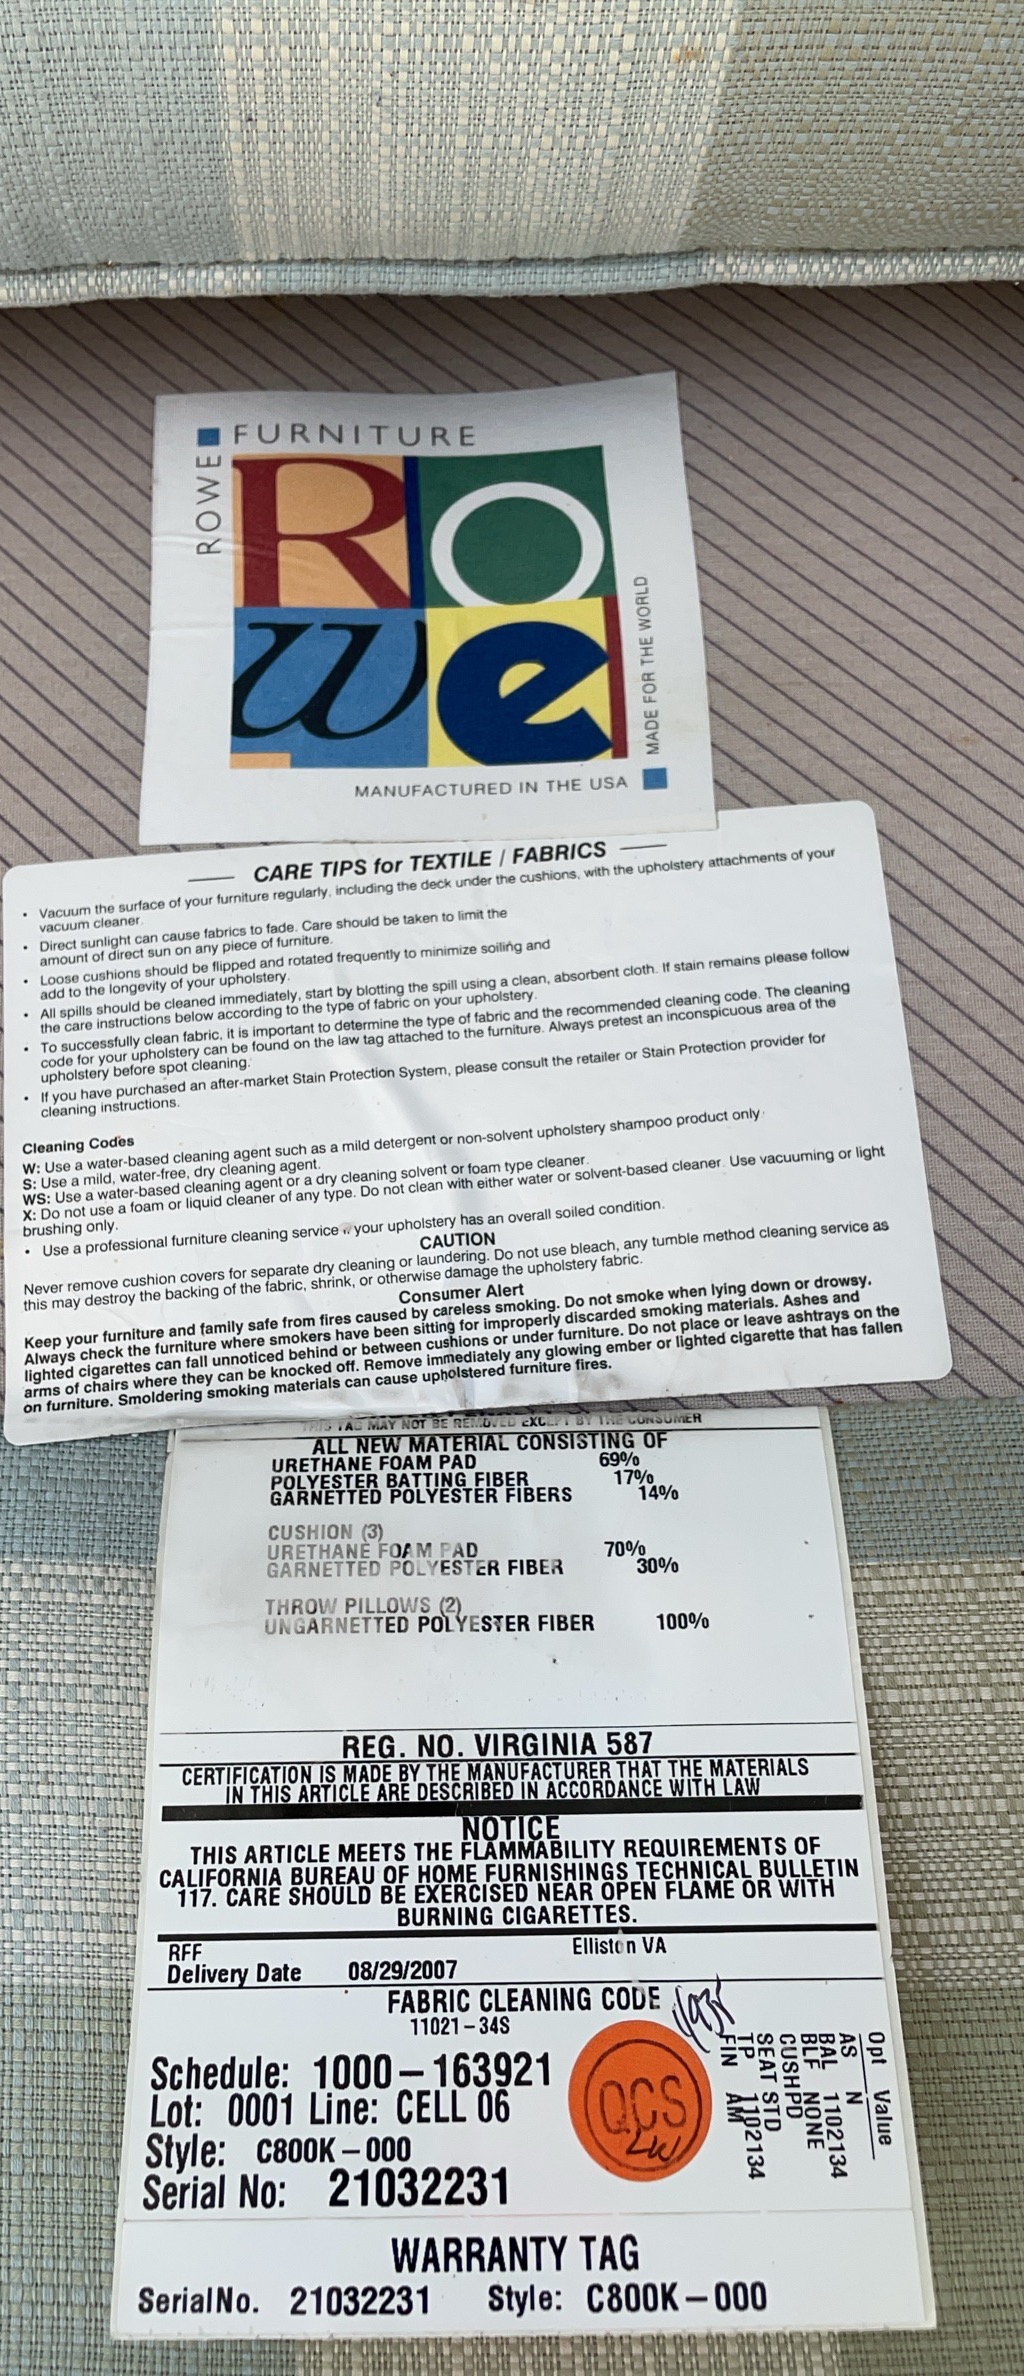 FURNITURE
ROWE
Rowe
MADE FOR THE WORLD
MANUFACTURED IN THE USA
CARE TIPS for TEXTILE / FABRICS
• Vacuum the surface of your furniture regularly, including the deck under the cushions, with the upholstery attachments of your
vacuum cleaner.
• Direct sunlight can cause fabrics to fade. Care should be taken to limit the
amount of direct sun on any piece of furniture.
• Loose cushions should be flipped and rotated frequently to minimize soiling and
add to the longevity of your upholstery.
• All spills should be cleaned immediately, start by blotting the spill using a clean, absorbent cloth. If stain remains please follow
the care instructions below according to the type of fabric on your upholstery.
• To successfully clean fabric, it is important to determine the type of fabric and the recommended cleaning code. The cleaning
code for your upholstery can be found on the law tag attached to the furniture. Always pretest an inconspicuous area of the
upholstery before spot cleaning.
• If you have purchased an after-market Stain Protection System, please consult the retailer or Stain Protection provider for
cleaning instructions.
Cleaning Codes
W: Use a water-based cleaning agent such as a mild detergent or non-solvent upholstery shampoo product only.
S: Use a mild, water-free, dry cleaning agent.
WS: Use a water-based cleaning agent or a dry cleaning solvent or foam type cleaner.
X: Do not use a foam or liquid cleaner of any type. Do not clean with either water or solvent-based cleaner. Use vacuuming or light
brushing only.
• Use a professional furniture cleaning service your upholstery has an overall soiled condition.
CAUTION
Never remove cushion covers for separate dry cleaning or laundering. Do not use bleach, any tumble method cleaning service as
this may destroy the backing of the fabric, shrink, or otherwise damage the upholstery fabric.
Consumer Alert
Keep your furniture and family safe from fires caused by careless smoking. Do not smoke when lying down or drowsy.
Always check the furniture where smokers have been sitting for improperly discarded smoking materials. Ashes and
lighted cigarettes can fall unnoticed behind or between cushions or under furniture. Do not place or leave ashtrays on the
arms of chairs where they can be knocked off. Remove immediately any glowing ember or lighted cigarette that has fallen
on furniture. Smoldering smoking materials can cause upholstered furniture fires.
THIS TAG MAY NOT BE REMOVED EXCEPT BY THE CONSUMER
ALL NEW MATERIAL CONSISTING OF
URETHANE FOAM PAD 69%
POLYESTER BATTING FIBER 17%
GARNETTED POLYESTER FIBERS 14%
CUSHION (3)
URETHANE FOAM PAD 70%
GARNETTED POLYESTER FIBER 30%
THROW PILLOWS (2)
UNGARNETTED POLYESTER FIBER 100%
REG. NO. VIRGINIA 587
CERTIFICATION IS MADE BY THE MANUFACTURER THAT THE MATERIALS
IN THIS ARTICLE ARE DESCRIBED IN ACCORDANCE WITH LAW
NOTICE
THIS ARTICLE MEETS THE FLAMMABILITY REQUIREMENTS OF
CALIFORNIA BUREAU OF HOME FURNISHINGS TECHNICAL BULLETIN
117. CARE SHOULD BE EXERCISED NEAR OPEN FLAME OR WITH
BURNING CIGARETTES.
RFF Elliston VA
Delivery Date 08/29/2007
FABRIC CLEANING CODE
11021-34S
Schedule: 1000-163921
Lot: 0001 Line: CELL 06
Style: C800K-000
Serial No: 21032231
QCS
LW
Opt Value
AS N
BAL 1102134
BLF NONE
CUSHPD
SEAT STD
TP 1102134
FIN AM
WARRANTY TAG
SerialNo. 21032231 Style: C800K-000